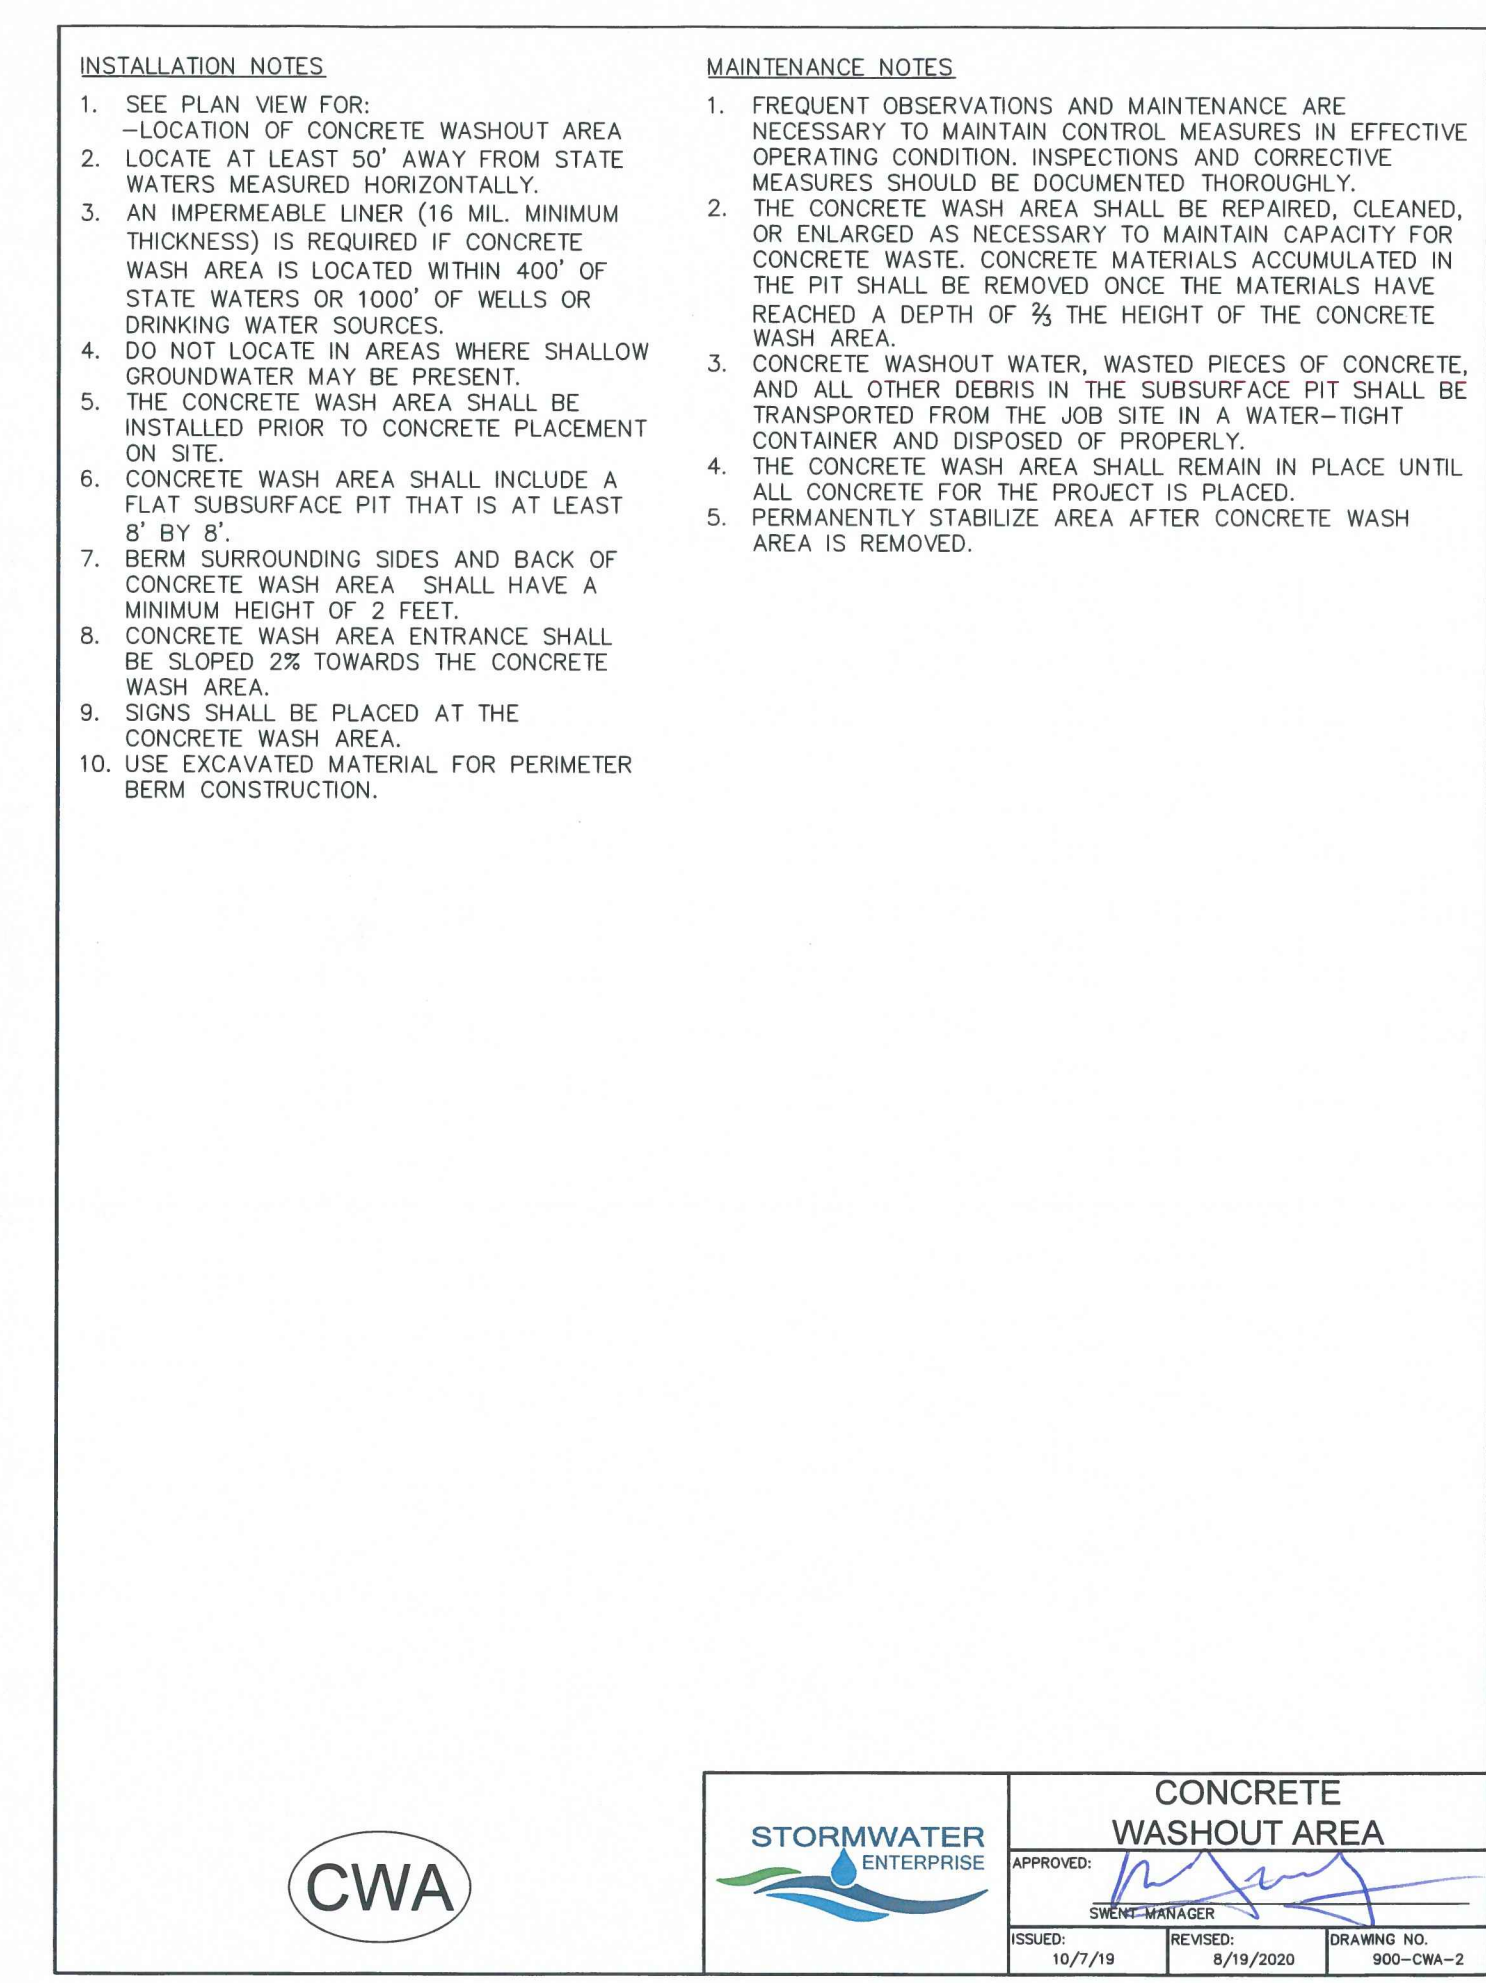 INSTALLATION NOTES
1. SEE PLAN VIEW FOR:
-LOCATION OF CONCRETE WASHOUT AREA
2. LOCATE AT LEAST 50' AWAY FROM STATE
WATERS MEASURED HORIZONTALLY.
3. AN IMPERMEABLE LINER (16 MIL. MINIMUM
THICKNESS) IS REQUIRED IF CONCRETE
WASH AREA IS LOCATED WITHIN 400' OF
STATE WATERS OR 1000' OF WELLS OR
DRINKING WATER SOURCES.
4. DO NOT LOCATE IN AREAS WHERE SHALLOW
GROUNDWATER MAY BE PRESENT.
5. THE CONCRETE WASH AREA SHALL BE
INSTALLED PRIOR TO CONCRETE PLACEMENT
ON SITE.
6. CONCRETE WASH AREA SHALL INCLUDE A
FLAT SUBSURFACE PIT THAT IS AT LEAST
8' BY 8'.
7. BERM SURROUNDING SIDES AND BACK OF
CONCRETE WASH AREA SHALL HAVE A
MINIMUM HEIGHT OF 2 FEET.
8. CONCRETE WASH AREA ENTRANCE SHALL
BE SLOPED 2% TOWARDS THE CONCRETE
WASH AREA.
9. SIGNS SHALL BE PLACED AT THE
CONCRETE WASH AREA.
10. USE EXCAVATED MATERIAL FOR PERIMETER
BERM CONSTRUCTION.
MAINTENANCE NOTES
1. FREQUENT OBSERVATIONS AND MAINTENANCE ARE
NECESSARY TO MAINTAIN CONTROL MEASURES IN EFFECTIVE
OPERATING CONDITION. INSPECTIONS AND CORRECTIVE
MEASURES SHOULD BE DOCUMENTED THOROUGHLY.
2. THE CONCRETE WASH AREA SHALL BE REPAIRED, CLEANED,
OR ENLARGED AS NECESSARY TO MAINTAIN CAPACITY FOR
CONCRETE WASTE. CONCRETE MATERIALS ACCUMULATED IN
THE PIT SHALL BE REMOVED ONCE THE MATERIALS HAVE
REACHED A DEPTH OF ⅔ THE HEIGHT OF THE CONCRETE
WASH AREA.
3. CONCRETE WASHOUT WATER, WASTED PIECES OF CONCRETE,
AND ALL OTHER DEBRIS IN THE SUBSURFACE PIT SHALL BE
TRANSPORTED FROM THE JOB SITE IN A WATER-TIGHT
CONTAINER AND DISPOSED OF PROPERLY.
4. THE CONCRETE WASH AREA SHALL REMAIN IN PLACE UNTIL
ALL CONCRETE FOR THE PROJECT IS PLACED.
5. PERMANENTLY STABILIZE AREA AFTER CONCRETE WASH
AREA IS REMOVED.
CWA
STORMWATER
ENTERPRISE
CONCRETE
WASHOUT AREA
APPROVED:
SWENT MANAGER
ISSUED:
10/7/19
REVISED:
8/19/2020
DRAWING NO.
900-CWA-2